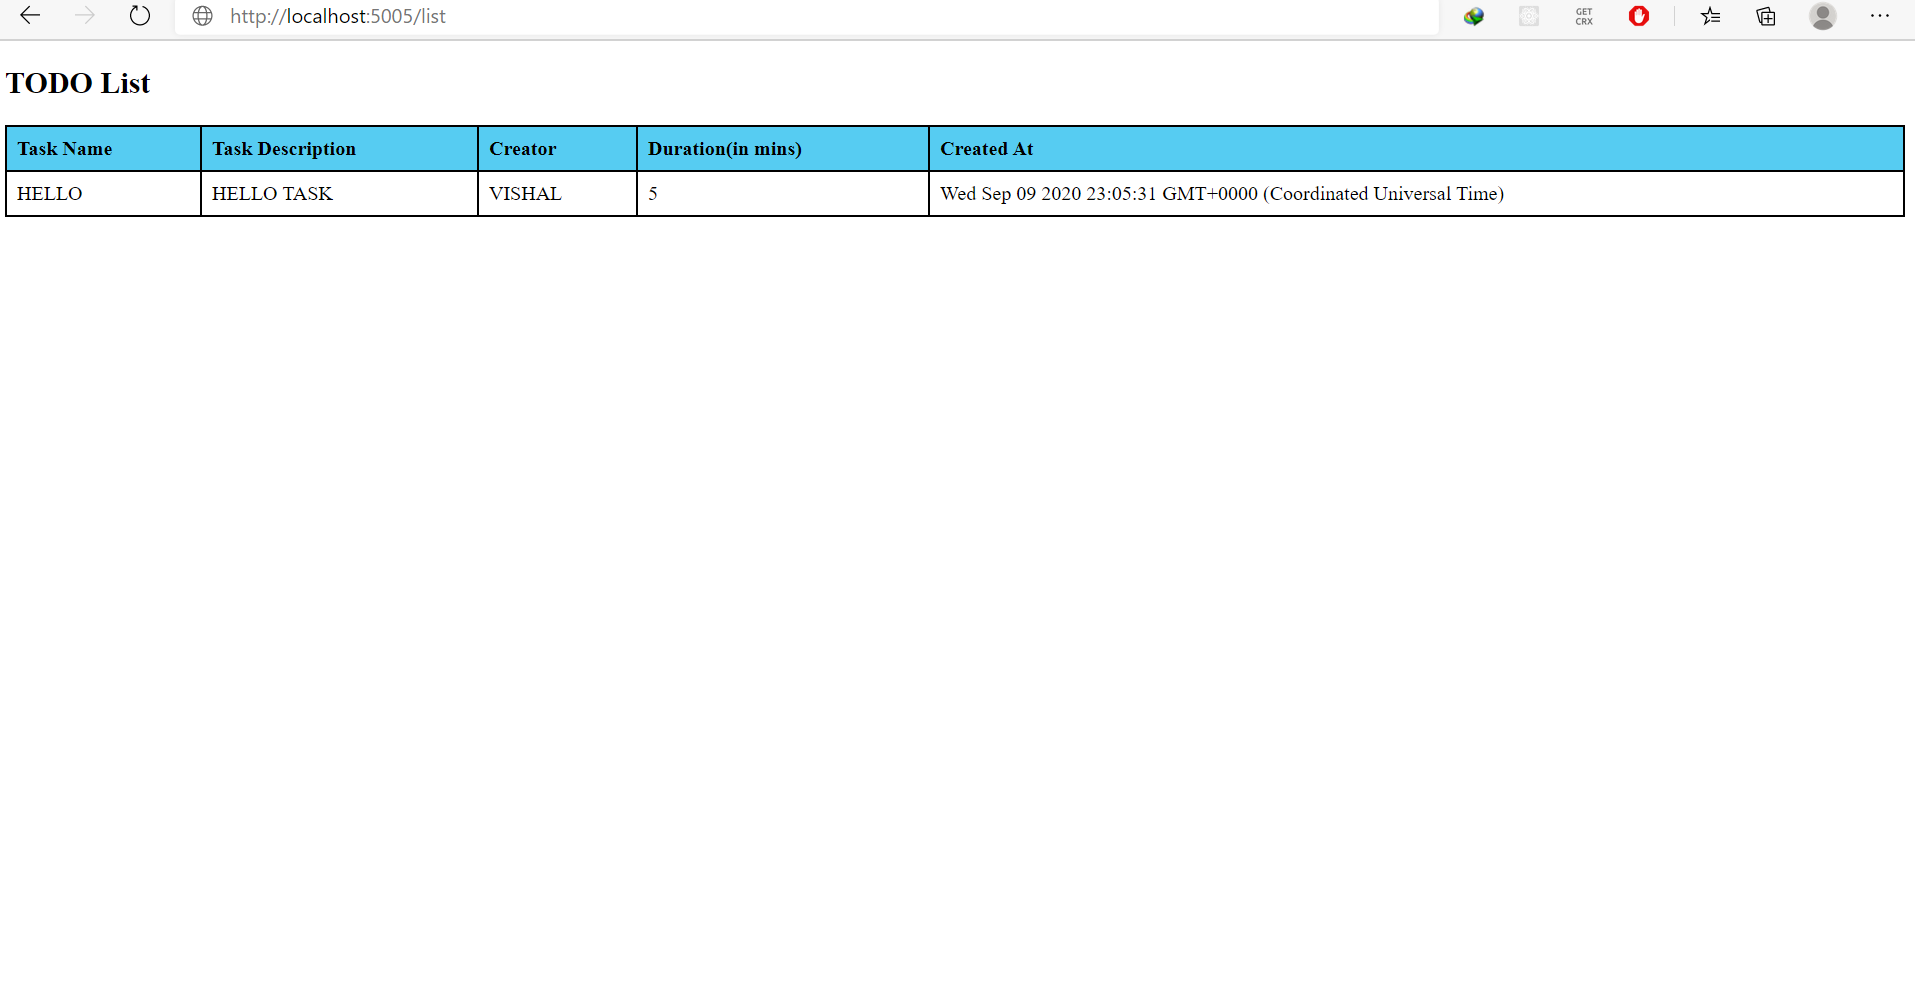 http://localhost:5005/list
GET
CRX
TODO List
Task Name Task Description Creator Duration(in mins) Created At
HELLO HELLO TASK VISHAL 5 Wed Sep 09 2020 23:05:31 GMT+0000 (Coordinated Universal Time)